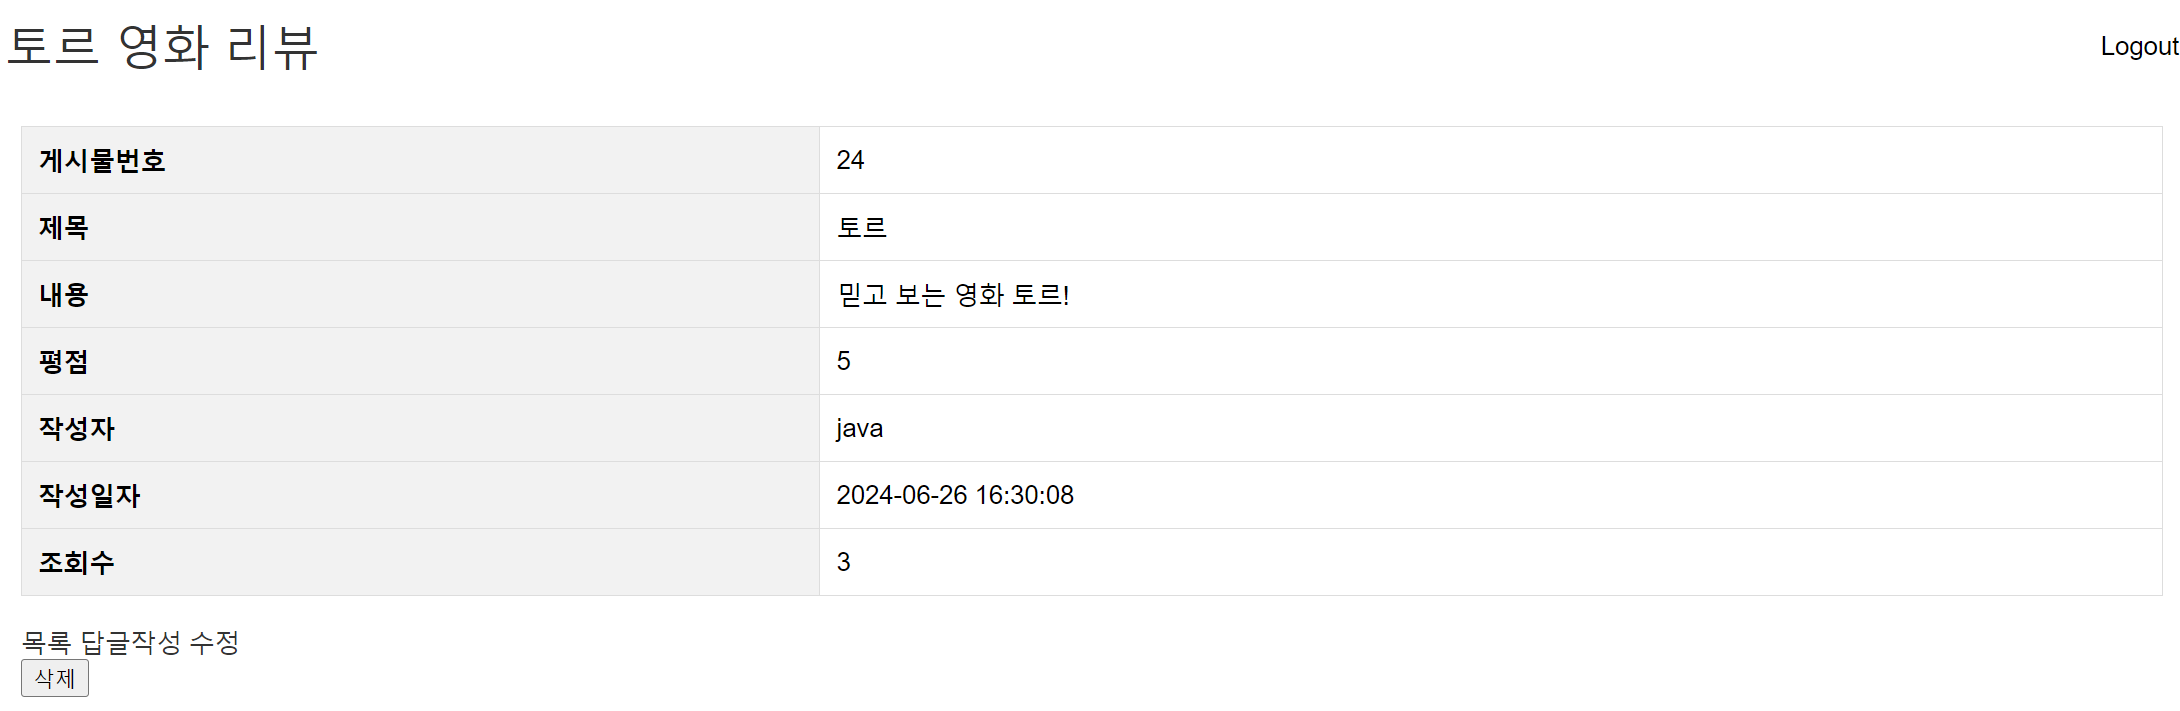 토르 영화 리뷰 Logout
게시물번호 24
제목 토르
내용 믿고 보는 영화 토르!
평점 5
작성자 java
작성일자 2024-06-26 16:30:08
조회수 3
목록 답글작성 수정
삭제